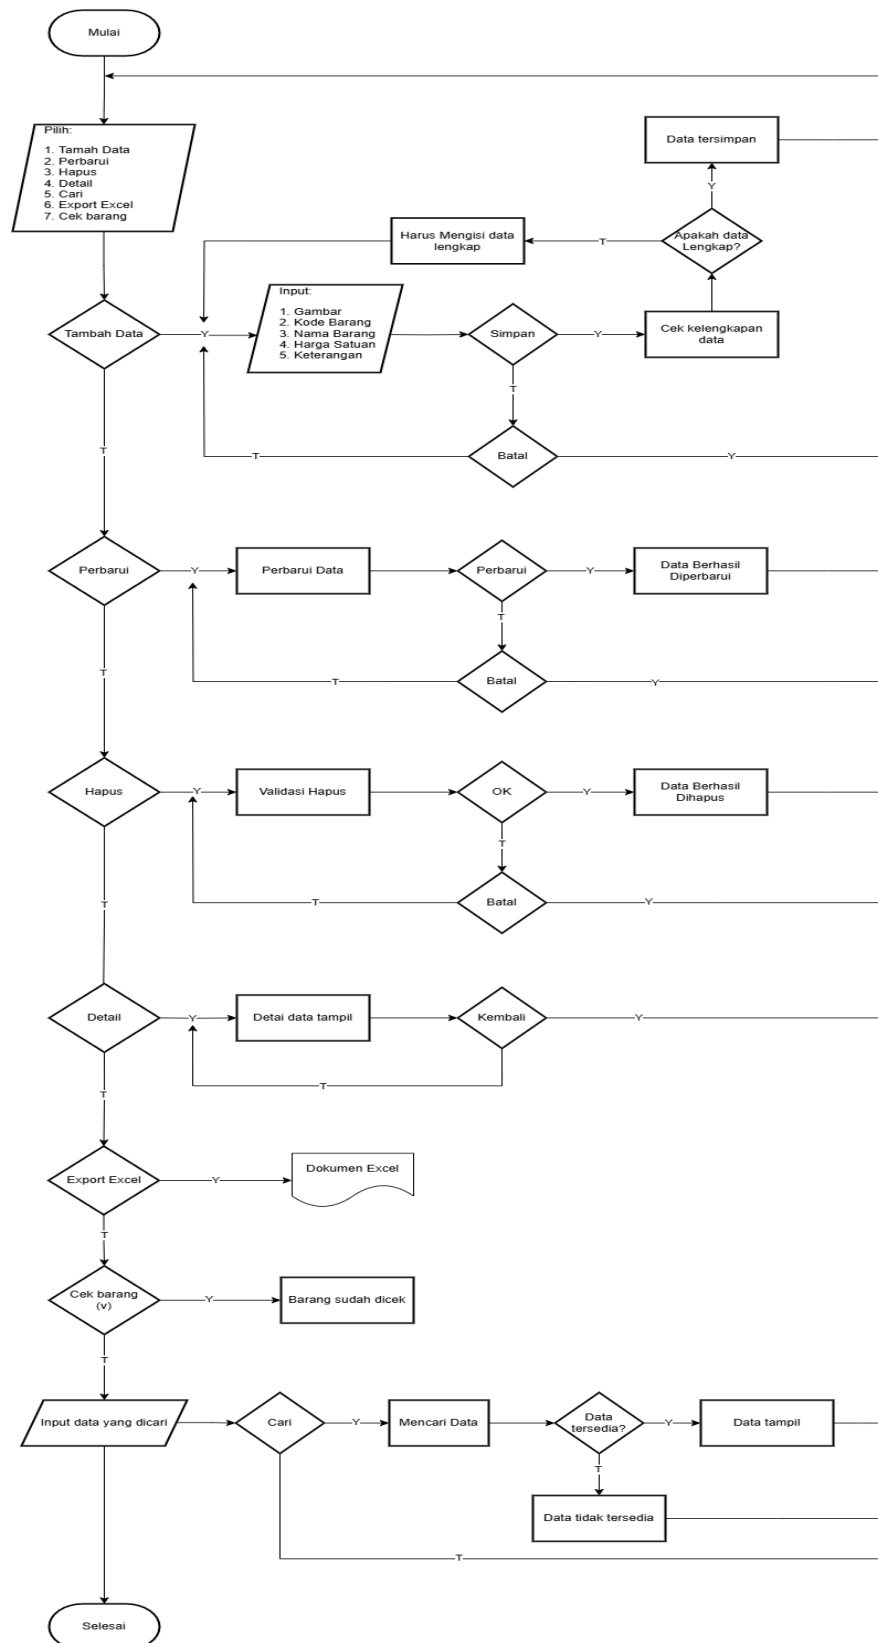 Mulai
Pilih:
1. Tamah Data
2. Perbarui
3. Hapus
4. Detail
5. Cari
6. Export Excel
7. Cek barang
Data tersimpan
Y
Apakah data
Lengkap?
T
Harus Mengisi data
lengkap
Tambah Data
Y
Input:
1. Gambar
2. Kode Barang
3. Nama Barang
4. Harga Satuan
5. Keterangan
Simpan
Y
Cek kelengkapan
data
T
T
Batal
Y
T
Perbarui
Y
Perbarui Data
Perbarui
Y
Data Berhasil
Diperbarui
T
T
Batal
Y
T
Hapus
Y
Validasi Hapus
OK
Y
Data Berhasil
Dihapus
T
T
Batal
Y
T
Detail
Y
Detai data tampil
Kembali
Y
T
T
Export Excel
Y
Dokumen Excel
T
Cek barang
(v)
Y
Barang sudah dicek
T
Input data yang dicari
Cari
Y
Mencari Data
Data
tersedia?
Y
Data tampil
T
Data tidak tersedia
T
Selesai